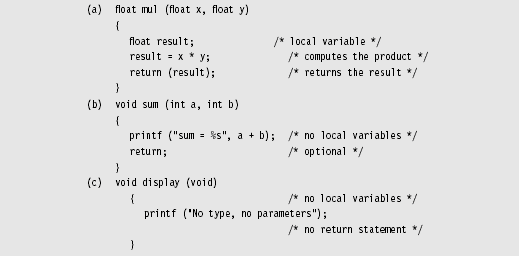 (a) float mul (float x, float y)
{
float result; /* local variable */
result = x * y; /* computes the product */
return (result); /* returns the result */
}
(b) void sum (int a, int b)
{
printf ("sum = %s", a + b); /* no local variables */
return; /* optional */
}
(c) void display (void)
{ /* no local variables */
printf ("No type, no parameters");
/* no return statement */
}